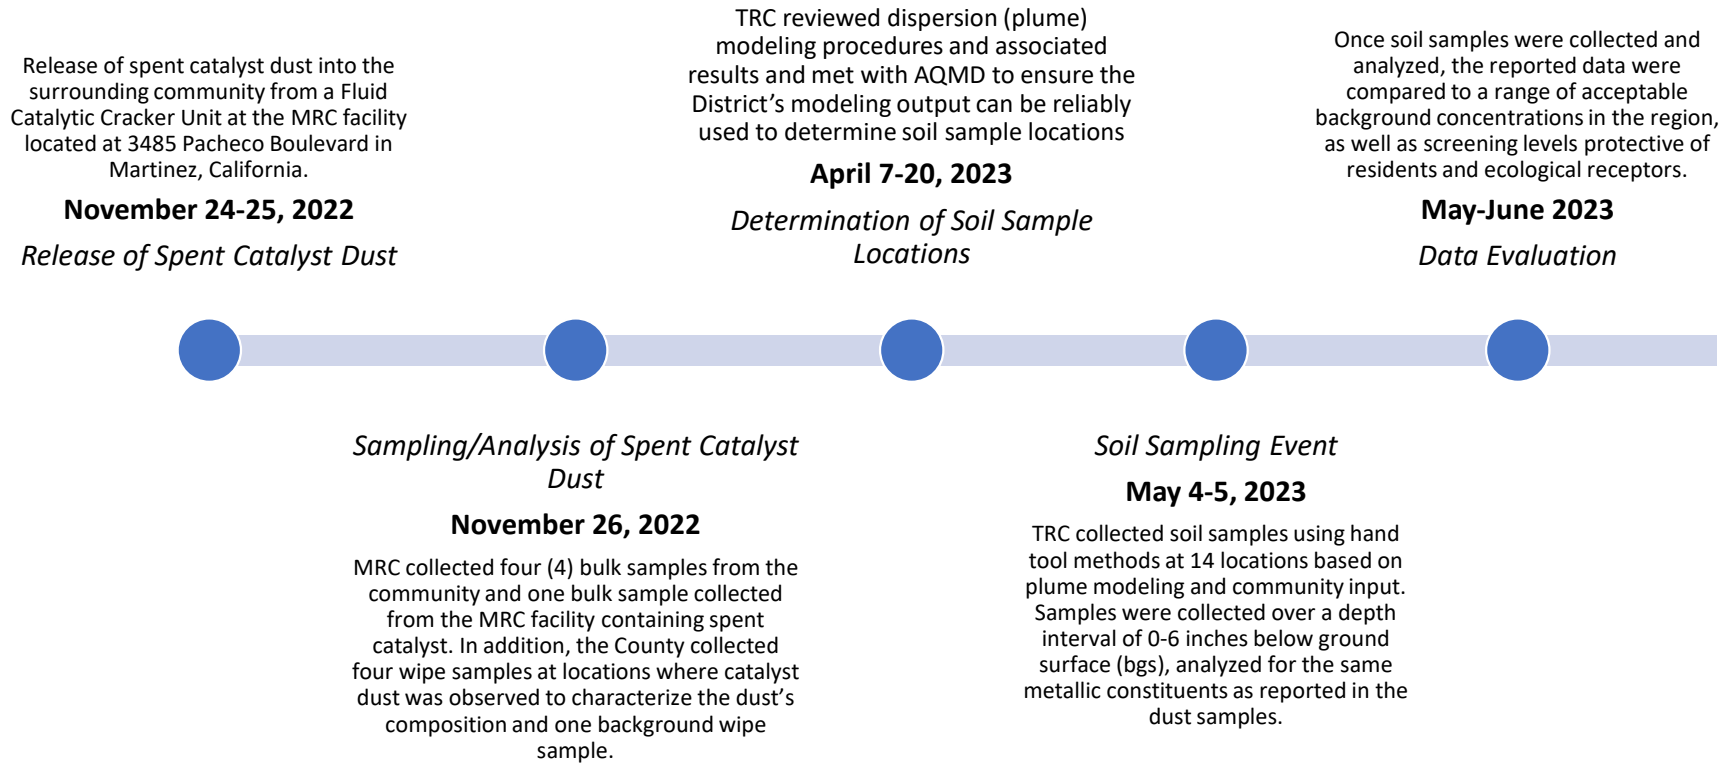 Release of spent catalyst dust into the
surrounding community from a Fluid
Catalytic Cracker Unit at the MRC facility
located at 3485 Pacheco Boulevard in
Martinez, California.
November 24-25, 2022
Release of Spent Catalyst Dust
Sampling/Analysis of Spent Catalyst
Dust
November 26, 2022
MRC collected four (4) bulk samples from the
community and one bulk sample collected
from the MRC facility containing spent
catalyst. In addition, the County collected
four wipe samples at locations where catalyst
dust was observed to characterize the dust’s
composition and one background wipe
sample.
TRC reviewed dispersion (plume)
modeling procedures and associated
results and met with AQMD to ensure the
District’s modeling output can be reliably
used to determine soil sample locations
April 7-20, 2023
Determination of Soil Sample
Locations
Soil Sampling Event
May 4-5, 2023
TRC collected soil samples using hand
tool methods at 14 locations based on
plume modeling and community input.
Samples were collected over a depth
interval of 0-6 inches below ground
surface (bgs), analyzed for the same
metallic constituents as reported in the
dust samples.
Once soil samples were collected and
analyzed, the reported data were
compared to a range of acceptable
background concentrations in the region,
as well as screening levels protective of
residents and ecological receptors.
May-June 2023
Data Evaluation